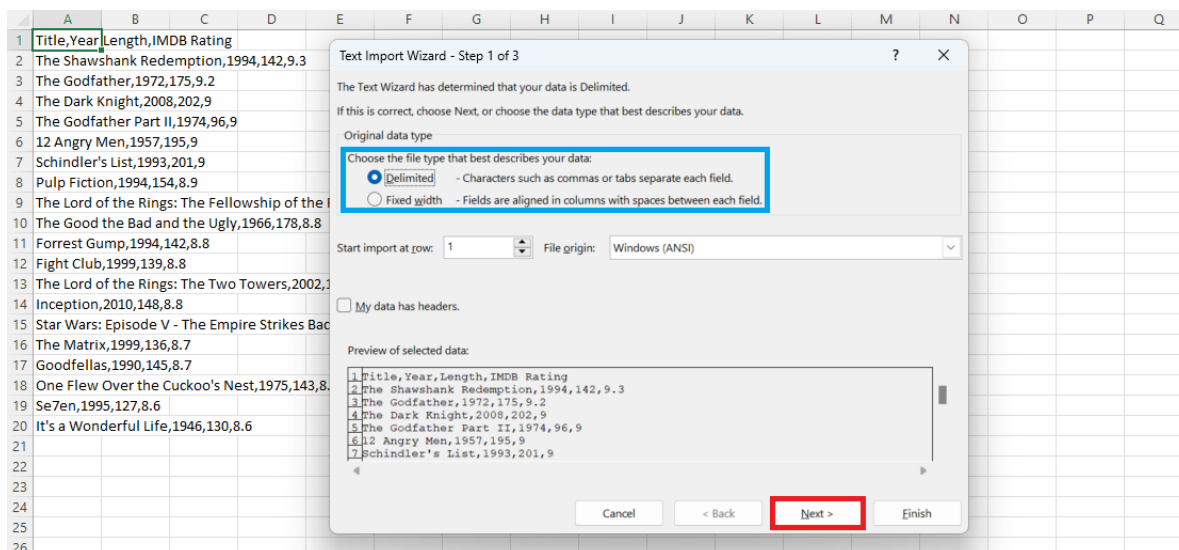 A B C D E F G H I J K L M N O P Q
1 Title,Year,Length,IMDB Rating
2 The Shawshank Redemption,1994,142,9.3
3 The Godfather,1972,175,9.2
4 The Dark Knight,2008,202,9
5 The Godfather Part II,1974,96,9
6 12 Angry Men,1957,195,9
7 Schindler's List,1993,201,9
8 Pulp Fiction,1994,154,8.9
9 The Lord of the Rings: The Fellowship of the
10 The Good the Bad and the Ugly,1966,178,8.8
11 Forrest Gump,1994,142,8.8
12 Fight Club,1999,139,8.8
13 The Lord of the Rings: The Two Towers,2002,1
14 Inception,2010,148,8.8
15 Star Wars: Episode V - The Empire Strikes Bac
16 The Matrix,1999,136,8.7
17 Goodfellas,1990,145,8.7
18 One Flew Over the Cuckoo's Nest,1975,143,8.
19 Se7en,1995,127,8.6
20 It's a Wonderful Life,1946,130,8.6
21
22
23
24
25
26
Text Import Wizard - Step 1 of 3 ?
The Text Wizard has determined that your data is Delimited.
If this is correct, choose Next, or choose the data type that best describes your data.
Original data type
Choose the file type that best describes your data:
Delimited - Characters such as commas or tabs separate each field.
Fixed width - Fields are aligned in columns with spaces between each field.
Start import at row: 1 File origin: Windows (ANSI)
My data has headers.
Preview of selected data:
1 Title,Year,Length,IMDB Rating
2 The Shawshank Redemption,1994,142,9.3
3 The Godfather,1972,175,9.2
4 The Dark Knight,2008,202,9
5 The Godfather Part II,1974,96,9
6 12 Angry Men,1957,195,9
7 Schindler's List,1993,201,9
Cancel < Back Next > Finish